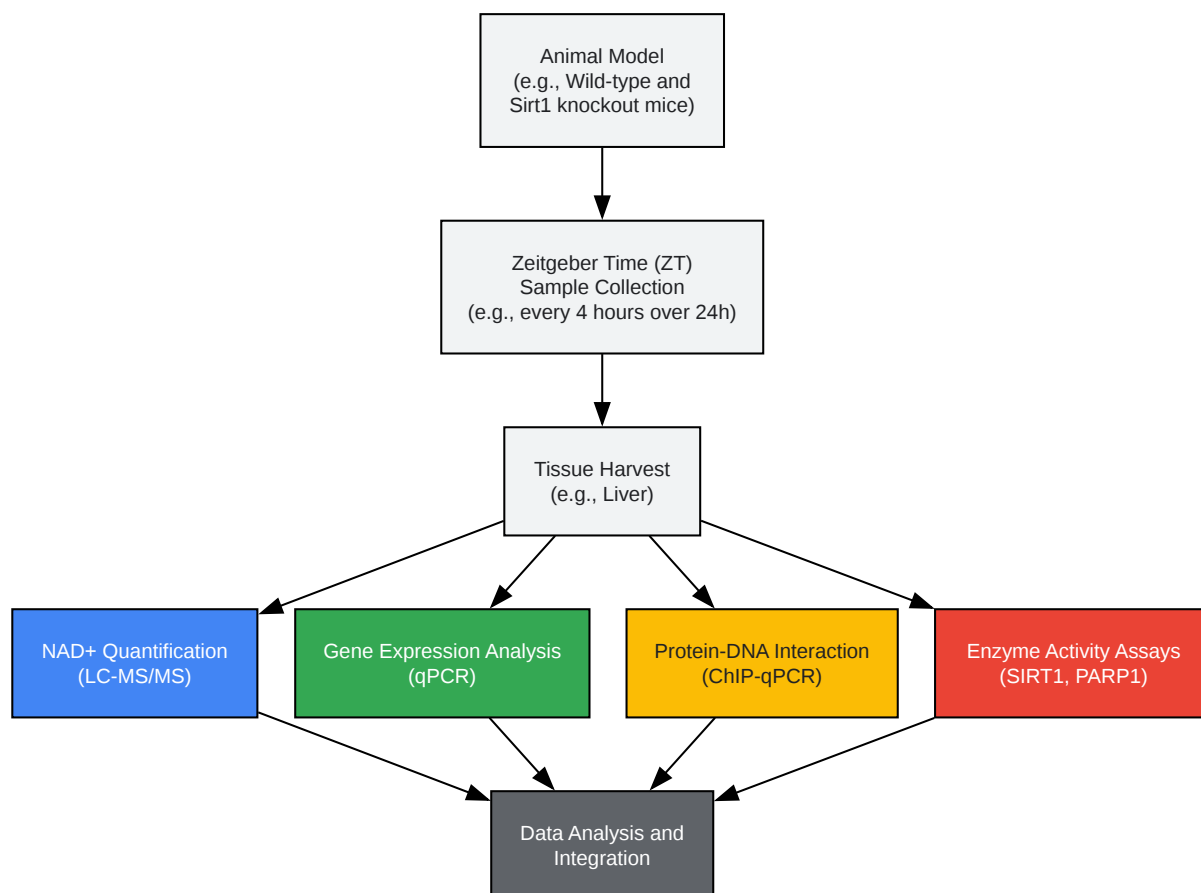 Animal Model
(e.g., Wild-type and
Sirt1 knockout mice)
Zeitgeber Time (ZT)
Sample Collection
(e.g., every 4 hours over 24h)
Tissue Harvest
(e.g., Liver)
NAD+ Quantification
(LC-MS/MS)
Gene Expression Analysis
(qPCR)
Protein-DNA Interaction
(ChIP-qPCR)
Enzyme Activity Assays
(SIRT1, PARP1)
Data Analysis and
Integration